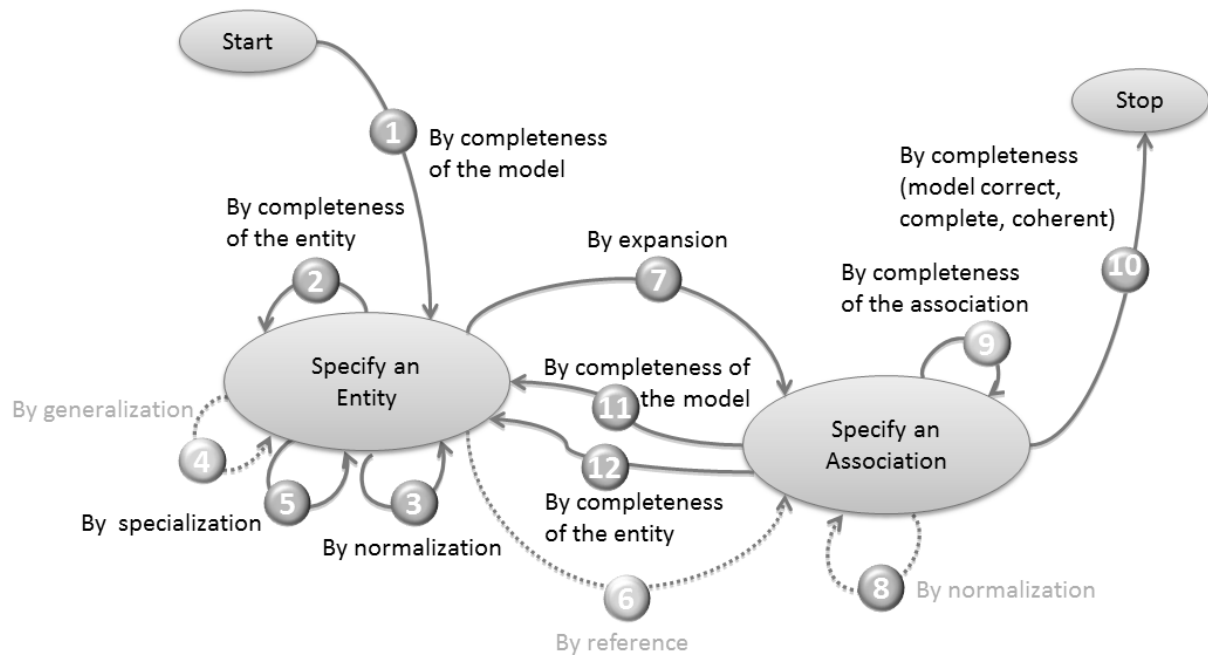 Start
Stop
1
By completeness
of the model
By completeness
(model correct,
complete, coherent)
By completeness
of the entity
By expansion
2
7
10
By completeness
of the association
9
Specify an
Entity
By completeness of
the model
By generalization
11
Specify an
Association
4
12
5
3
By completeness
of the entity
By  specialization
By normalization
6
8
By normalization
By reference